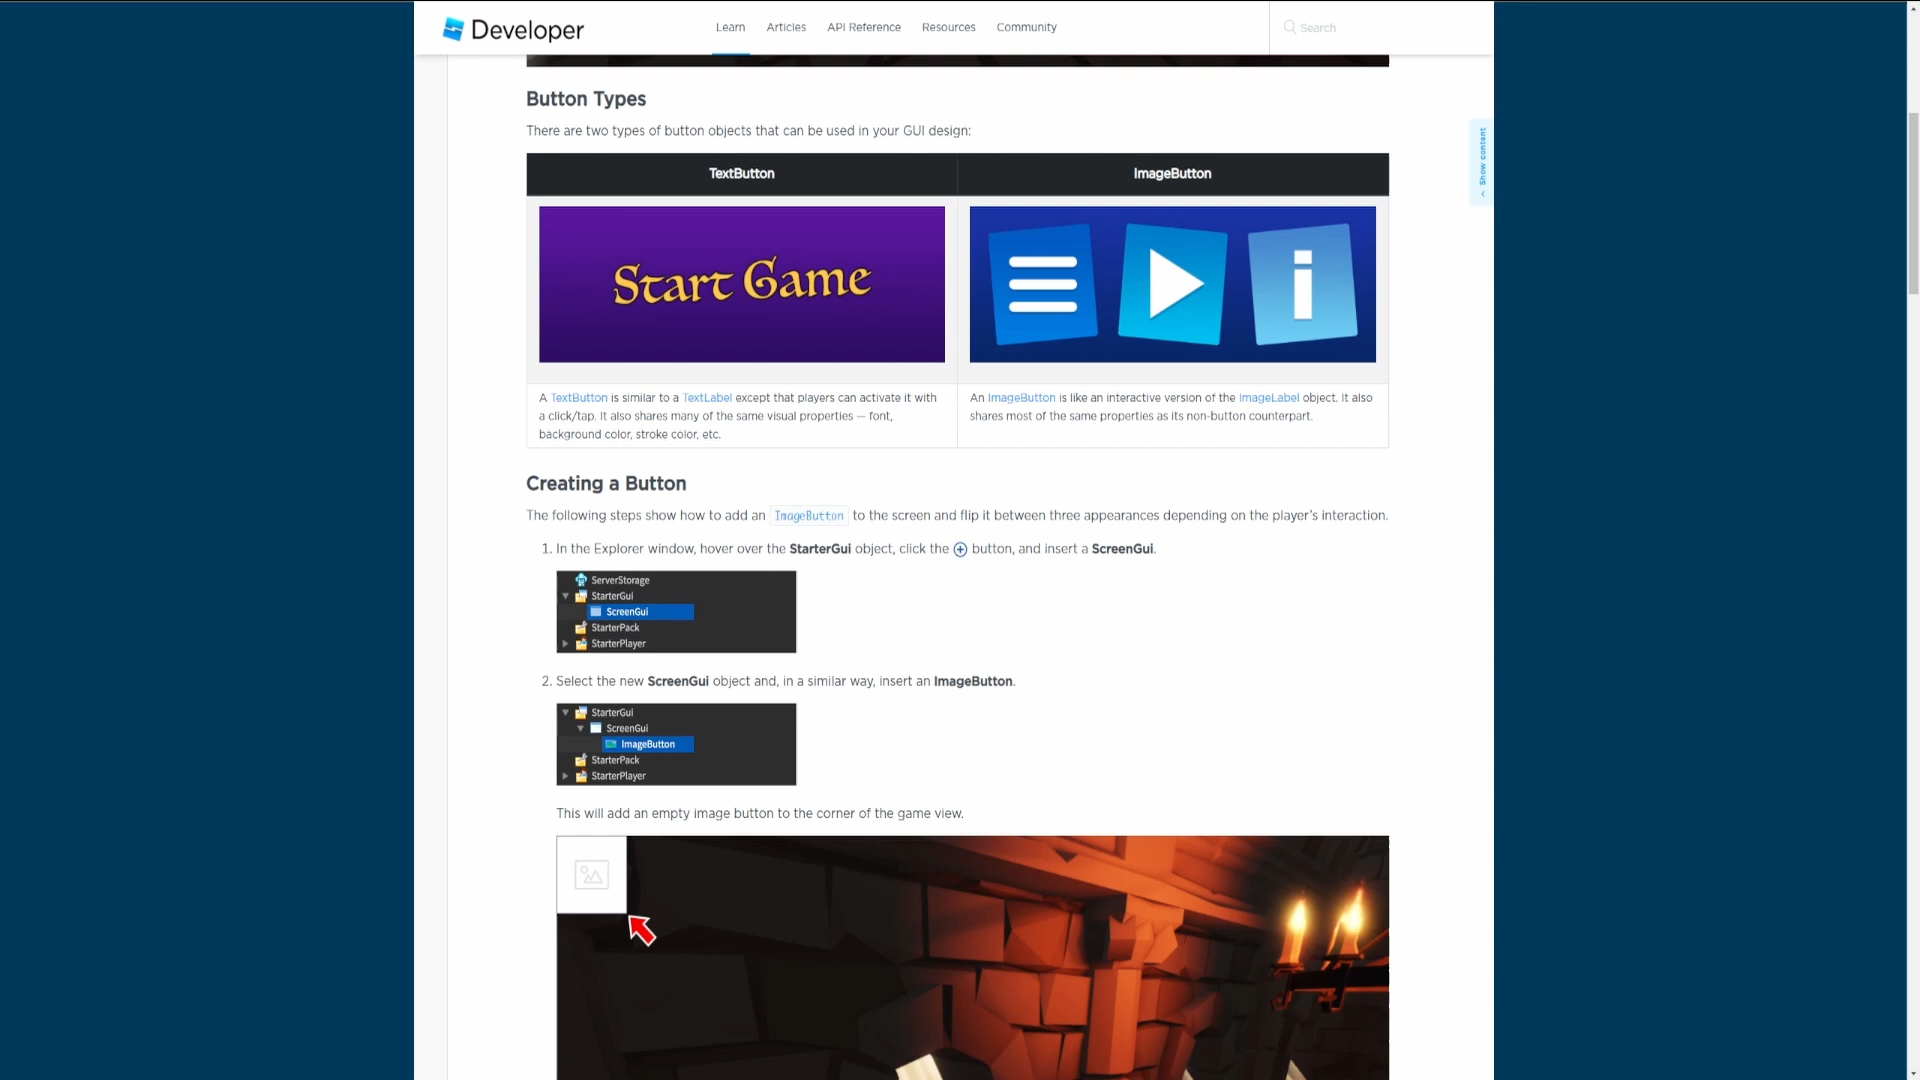 Developer
Learn
Articles
API Reference
Resources
Community
Search
Show content
Button Types
There are two types of button objects that can be used in your GUI design:
TextButton
ImageButton
Start Game
A TextButton is similar to a TextLabel except that players can activate it with
a click/tap. It also shares many of the same visual properties — font,
background color, stroke color, etc.
An ImageButton is like an interactive version of the ImageLabel object. It also
shares most of the same properties as its non-button counterpart.
Creating a Button
The following steps show how to add an ImageButton to the screen and flip it between three appearances depending on the player's interaction.
1. In the Explorer window, hover over the StarterGui object, click the button, and insert a ScreenGui.
ServerStorage
StarterGui
ScreenGui
StarterPack
StarterPlayer
2. Select the new ScreenGui object and, in a similar way, insert an ImageButton.
StarterGui
ScreenGui
ImageButton
StarterPack
StarterPlayer
This will add an empty image button to the corner of the game view.